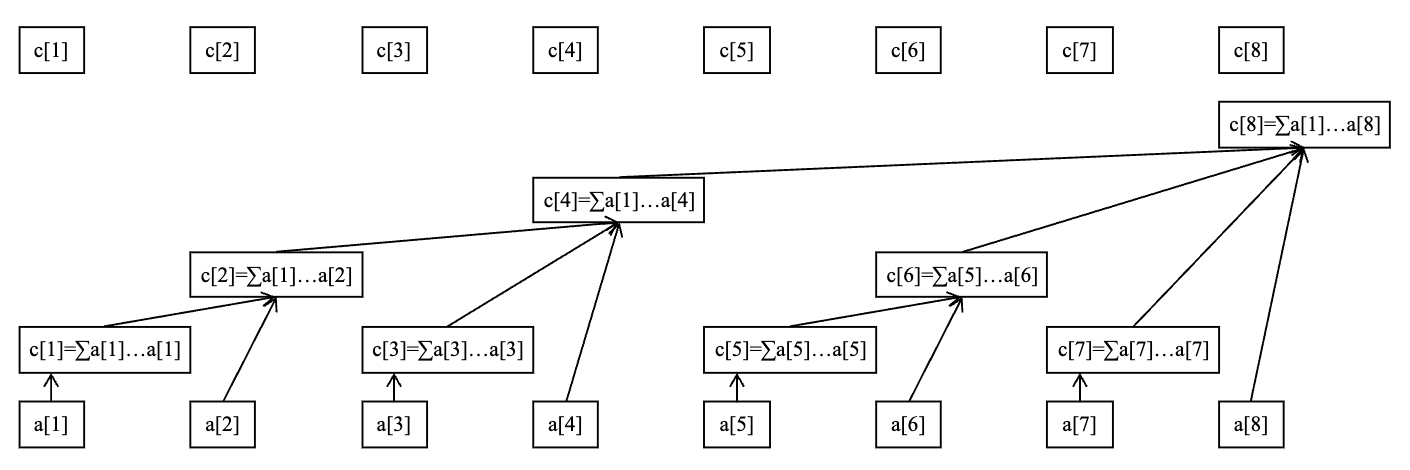 c[1] c[2] c[3] c[4] c[5] c[6] c[7] c[8]
c[8]=∑a[1]…a[8]
c[4]=∑a[1]…a[4]
c[2]=∑a[1]…a[2] c[6]=∑a[5]…a[6]
c[1]=∑a[1]…a[1] c[3]=∑a[3]…a[3] c[5]=∑a[5]…a[5] c[7]=∑a[7]…a[7]
a[1] a[2] a[3] a[4] a[5] a[6] a[7] a[8]